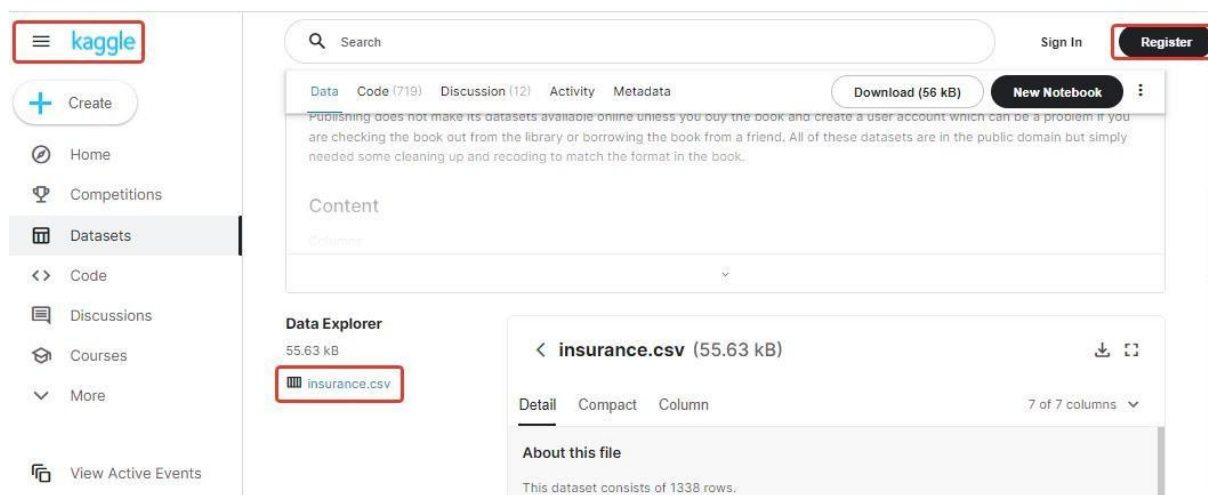 kaggle
Search
Sign In
Register
Create
Home
Competitions
Datasets
Code
Discussions
Courses
More
View Active Events
Data Code (719) Discussion (12) Activity Metadata
Download (56 kB)
New Notebook
Publishing does not make its datasets available online unless you buy the book and create a user account which can be a problem if you
are checking the book out from the library or borrowing the book from a friend. All of these datasets are in the public domain but simply
needed some cleaning up and recoding to match the format in the book.
Content
Columns
Data Explorer
55.63 kB
insurance.csv
insurance.csv (55.63 kB)
Detail Compact Column
7 of 7 columns
About this file
This dataset consists of 1338 rows.